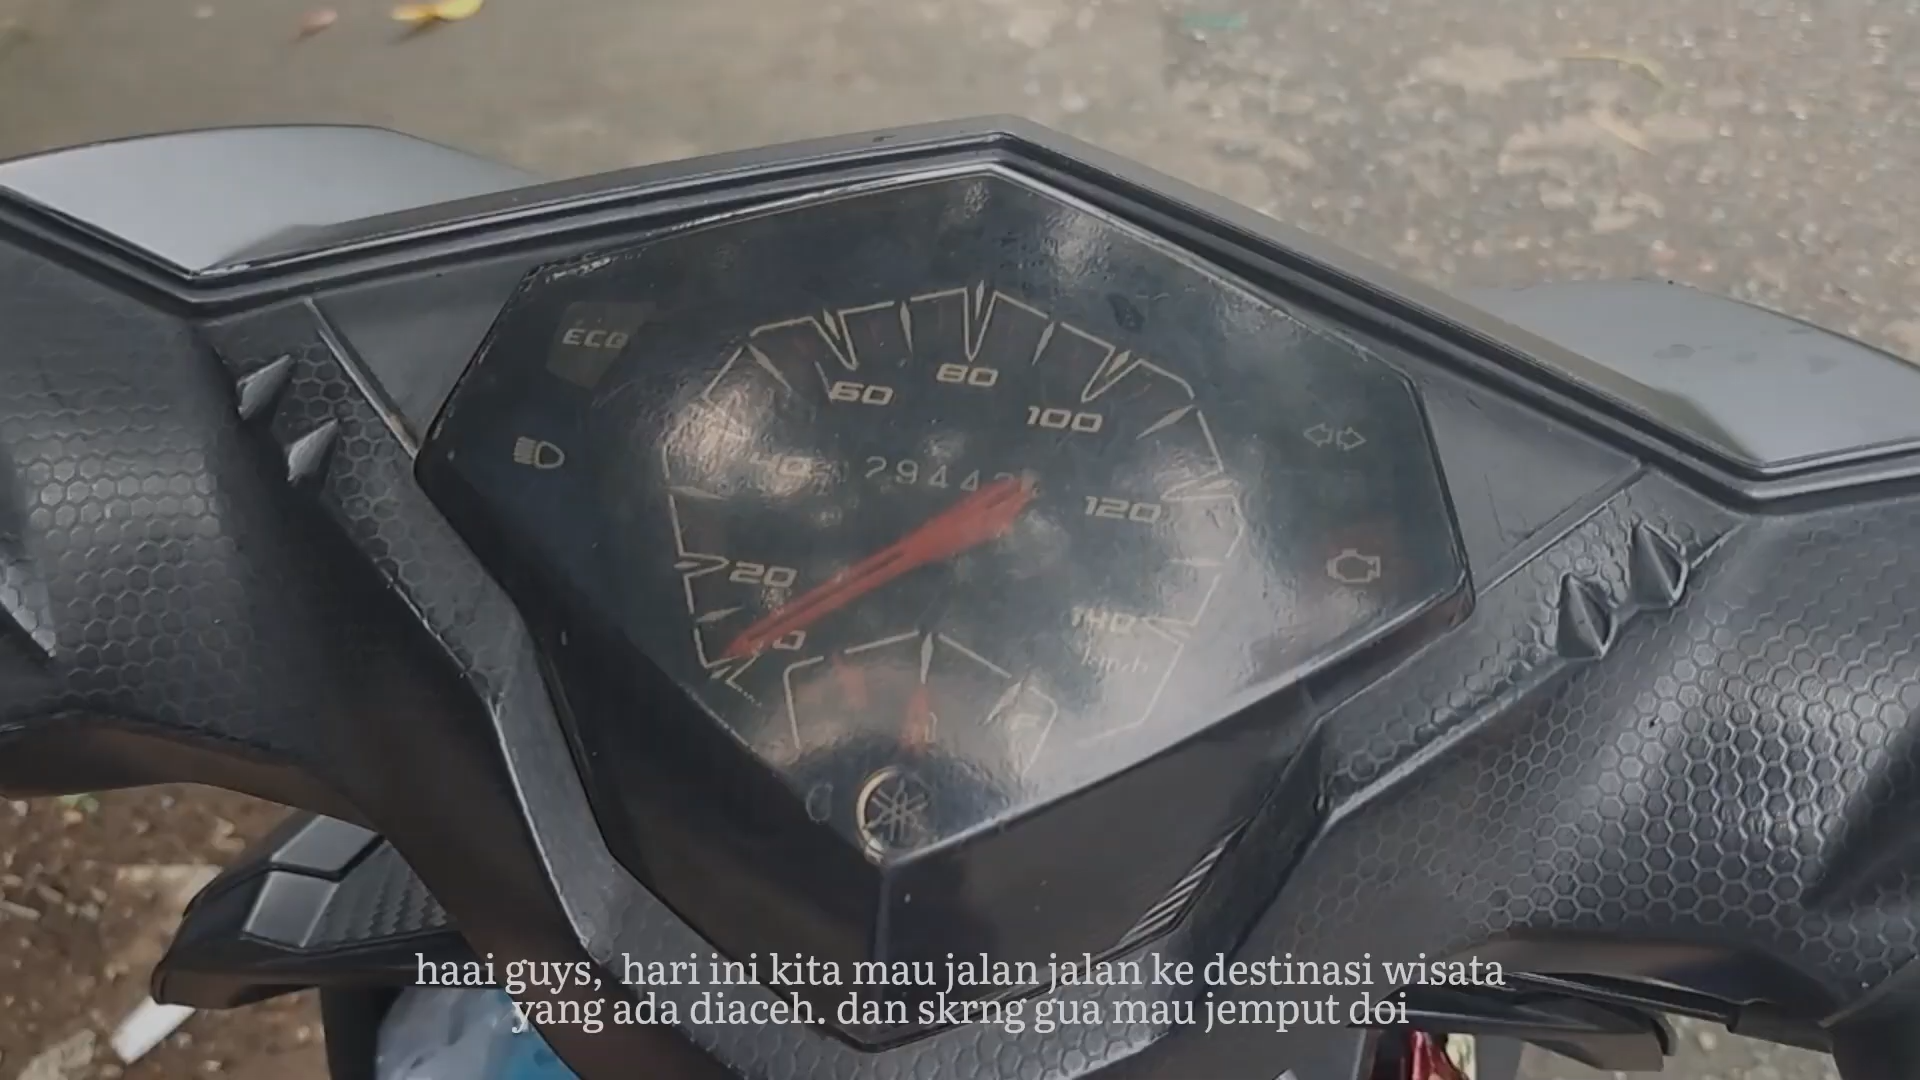 ECO
60
80
100
40
120
20
140
km/h
haai guys, hari ini kita mau jalan jalan ke destinasi wisata
yang ada diaceh. dan skrng gua mau jemput doi